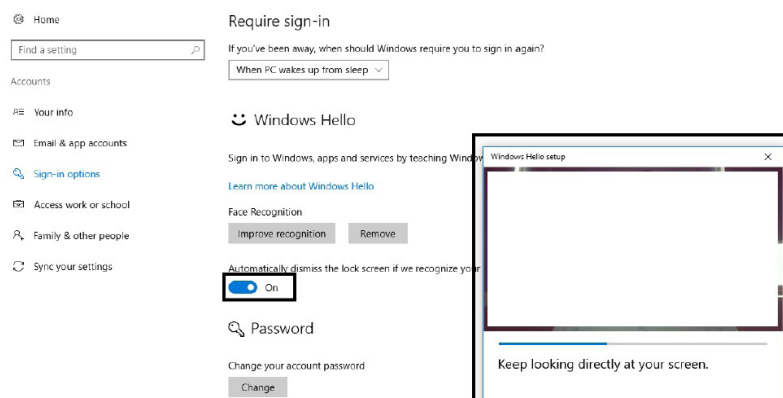 Home
Find a setting
Accounts
Your info
Email & app accounts
Sign-in options
Access work or school
Family & other people
Sync your settings
Require sign-in
If you've been away, when should Windows require you to sign in again?
When PC wakes up from sleep
Windows Hello
Sign in to Windows, apps and services by teaching
Learn more about Windows Hello
Face Recognition
Improve recognition Remove
Automatically dismiss the lock screen if we recognize your
On
Password
Change your account password
Change
Windows Hello setup
Keep looking directly at your screen.